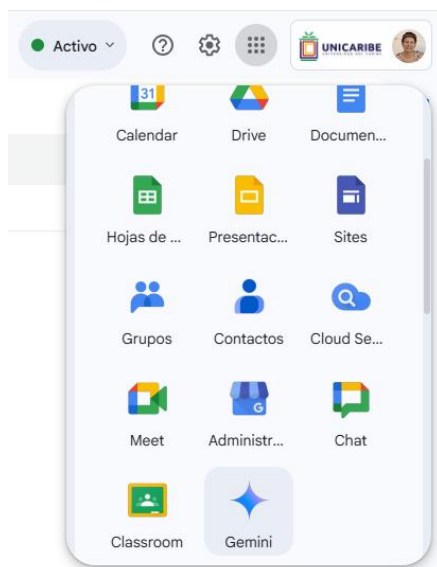 Activo
UNICARIBE
31
Calendar Drive Documen...
Hojas de ... Presentac... Sites
Grupos Contactos Cloud Se...
G
Meet Administr... Chat
Classroom Gemini